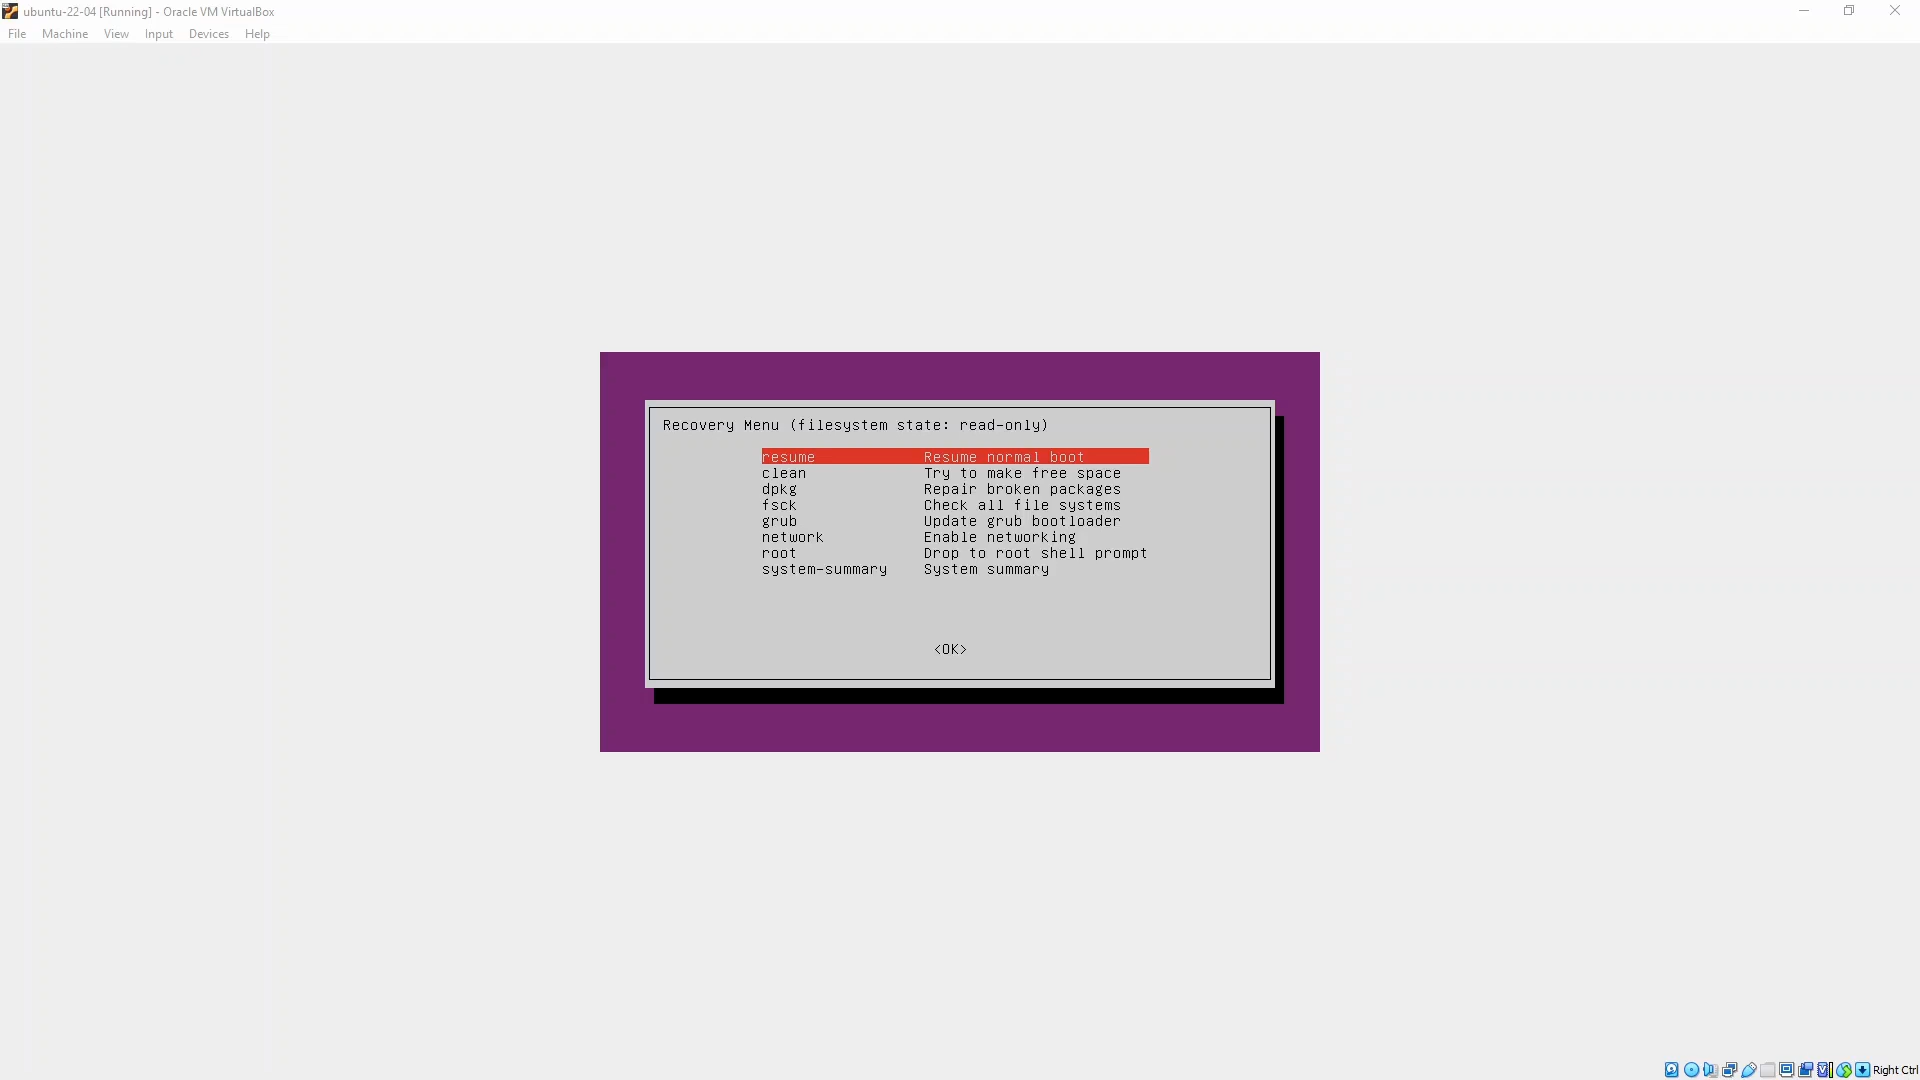 ubuntu-22-04 [Running] - Oracle VM VirtualBox
File Machine View Input Devices Help
Recovery Menu (filesystem state: read-only)
resume Resume normal boot
clean Try to make free space
dpkg Repair broken packages
fsck Check all file systems
grub Update grub bootloader
network Enable networking
root Drop to root shell prompt
system-summary System summary
<OK>
Right Ctrl